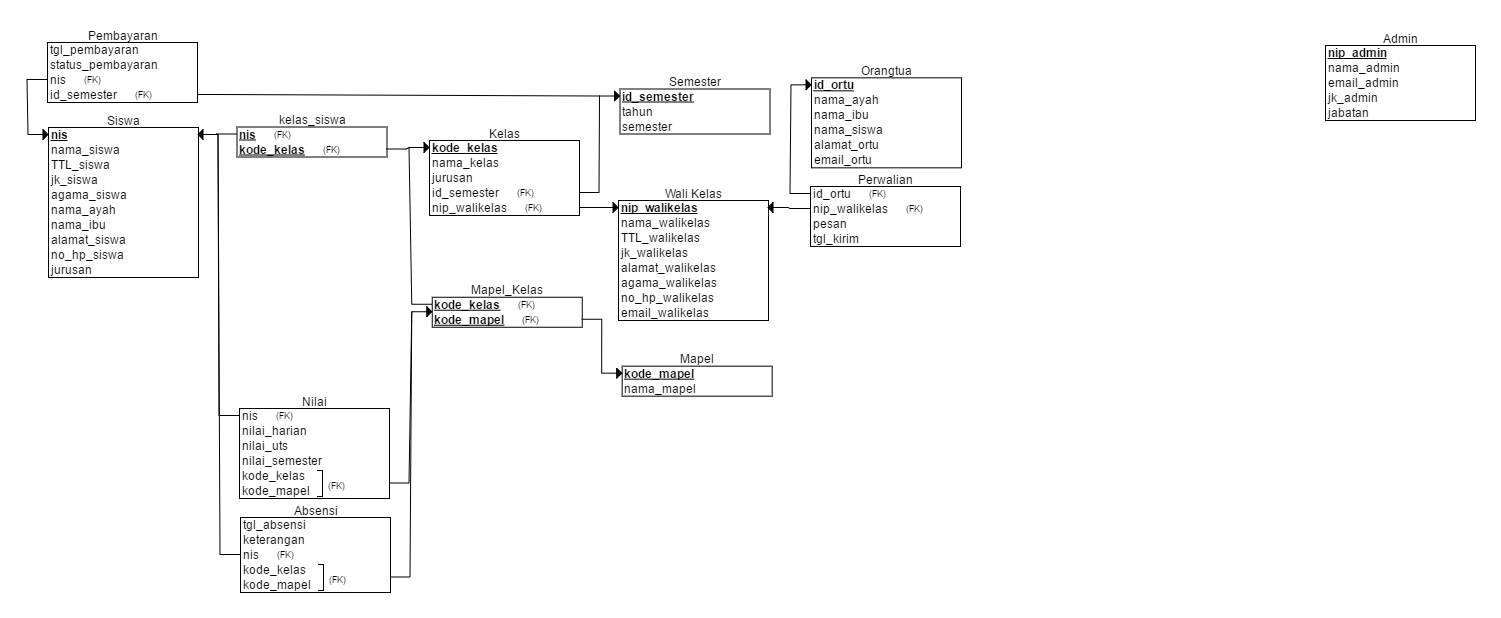 Pembayaran
tgl_pembayaran
status_pembayaran
nis (FK)
id_semester (FK)
Siswa
nis
nama_siswa
TTL_siswa
jk_siswa
agama_siswa
nama_ayah
nama_ibu
alamat_siswa
no_hp_siswa
jurusan
kelas_siswa
nis (FK)
kode_kelas (FK)
Kelas
kode_kelas
nama_kelas
jurusan
id_semester (FK)
nip_walikelas (FK)
Semester
id_semester
tahun
semester
Wali Kelas
nip_walikelas
nama_walikelas
TTL_walikelas
jk_walikelas
alamat_walikelas
agama_walikelas
no_hp_walikelas
email_walikelas
Orangtua
id_ortu
nama_ayah
nama_ibu
nama_siswa
alamat_ortu
email_ortu
Perwalian
id_ortu (FK)
nip_walikelas (FK)
pesan
tgl_kirim
Admin
nip_admin
nama_admin
email_admin
jk_admin
jabatan
Mapel_Kelas
kode_kelas (FK)
kode_mapel (FK)
Mapel
kode_mapel
nama_mapel
Nilai
nis (FK)
nilai_harian
nilai_uts
nilai_semester
kode_kelas
kode_mapel
(FK)
Absensi
tgl_absensi
keterangan
nis (FK)
kode_kelas
kode_mapel
(FK)